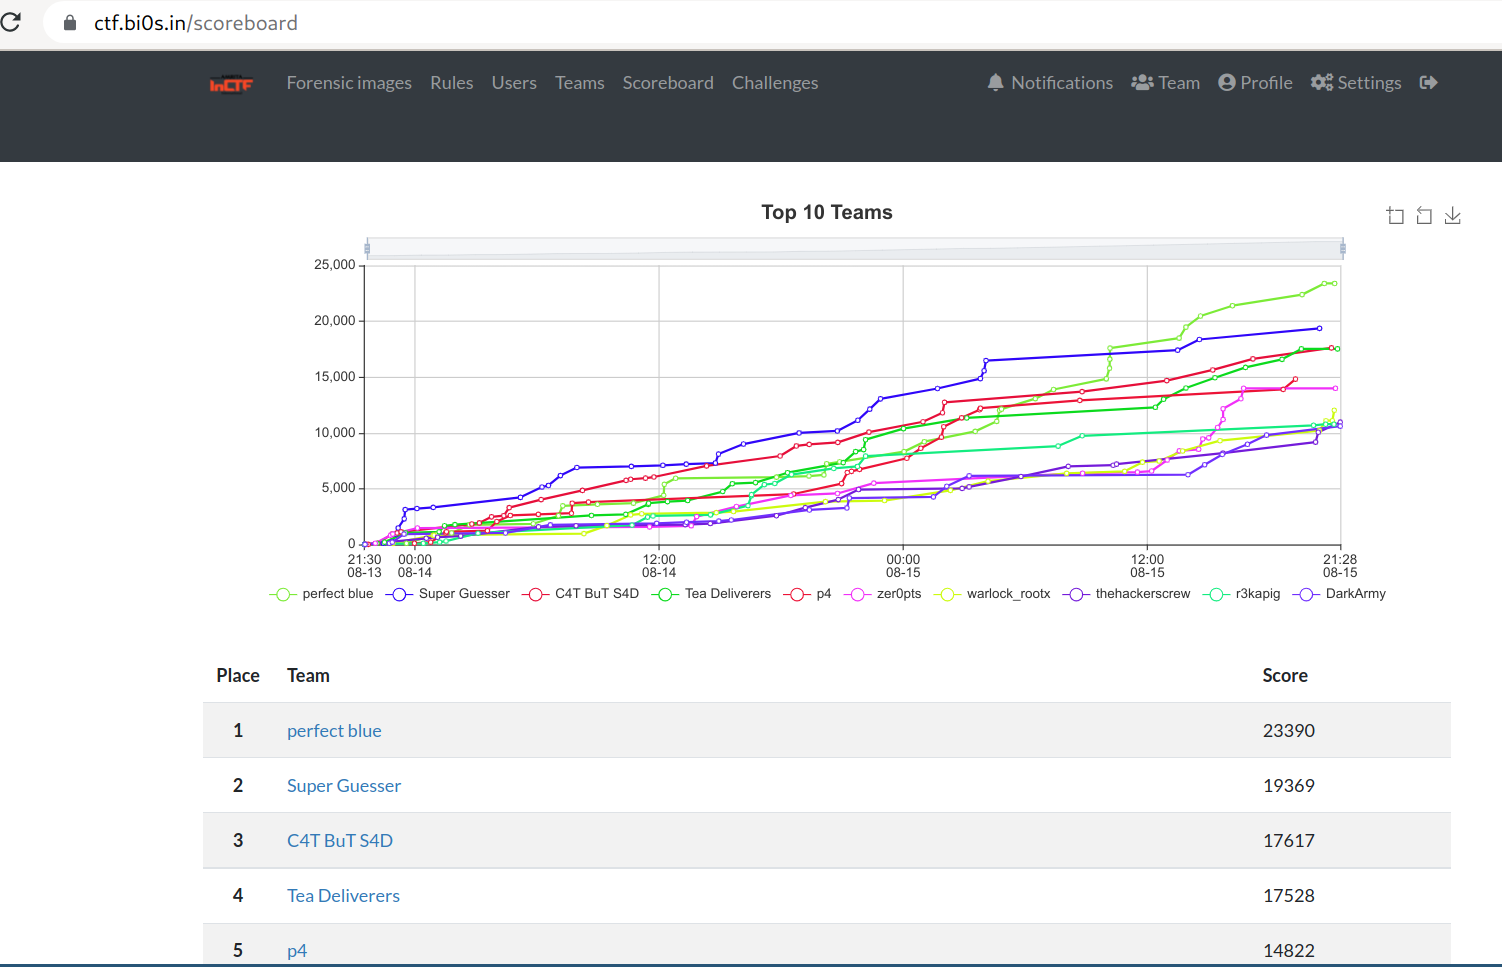 ctf.bi0s.in/scoreboard
InCTF Forensic images Rules Users Teams Scoreboard Challenges Notifications Team Profile Settings
Top 10 Teams
25,000
20,000
15,000
10,000
5,000
0
21:30 00:00 12:00 00:00 12:00 21:28
08-13 08-14 08-14 08-15 08-15 08-15
perfect blue Super Guesser C4T BuT S4D Tea Deliverers p4 zer0pts warlock_rootx thehackerscrew r3kapig DarkArmy
Place Team Score
1 perfect blue 23390
2 Super Guesser 19369
3 C4T BuT S4D 17617
4 Tea Deliverers 17528
5 p4 14822